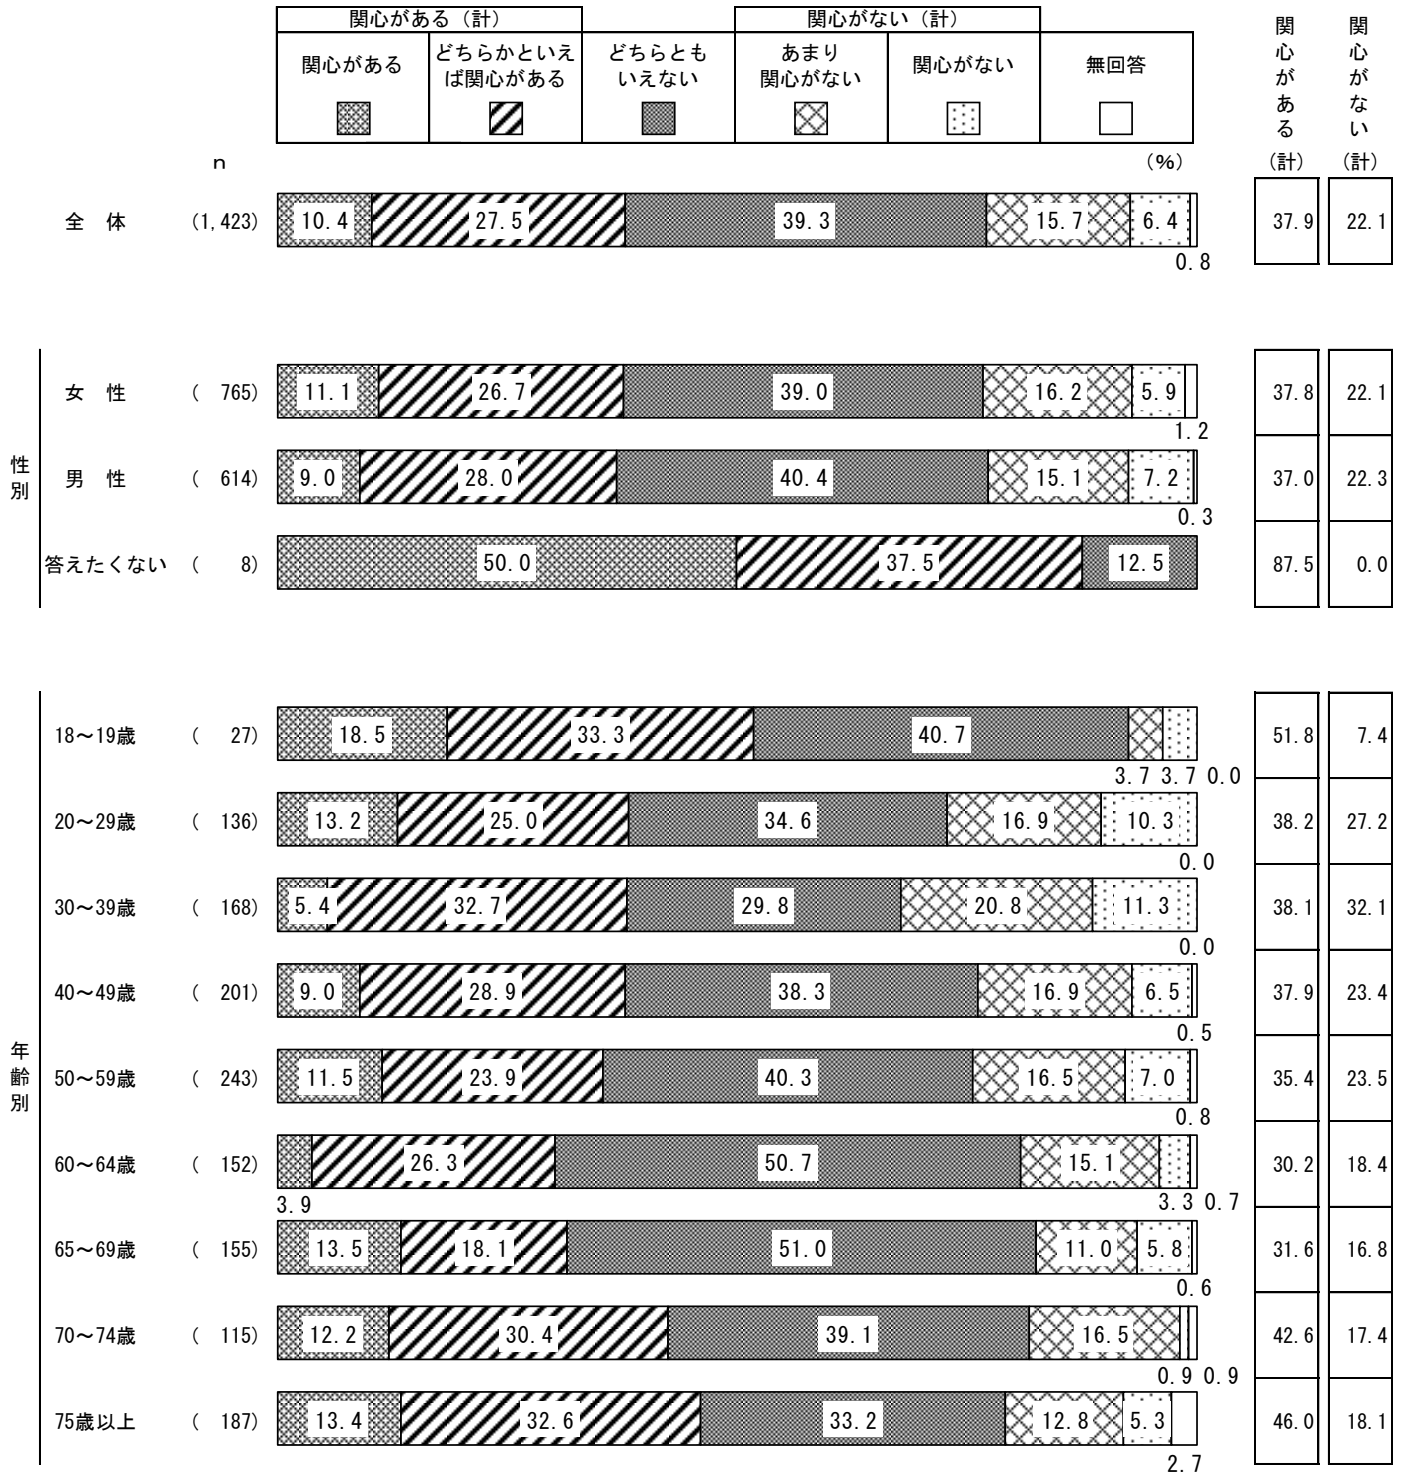 関心がある（計） 関心がない（計）
関心がある どちらかといえば関心がある どちらとも いえない あまり 関心がない 関心がない 無回答
関心がある（計） 関心がない（計）
n (%)
全 体 (1,423) 10.4 27.5 39.3 15.7 6.4 37.9 22.1
0.8
性別
女 性 ( 765) 11.1 26.7 39.0 16.2 5.9 37.8 22.1
1.2
男 性 ( 614) 9.0 28.0 40.4 15.1 7.2 37.0 22.3
0.3
答えたくない ( 8) 50.0 37.5 12.5 87.5 0.0
年齢別
18～19歳 ( 27) 18.5 33.3 40.7 51.8 7.4
3.7 3.7 0.0
20～29歳 ( 136) 13.2 25.0 34.6 16.9 10.3 38.2 27.2
0.0
30～39歳 ( 168) 5.4 32.7 29.8 20.8 11.3 38.1 32.1
0.0
40～49歳 ( 201) 9.0 28.9 38.3 16.9 6.5 37.9 23.4
0.5
50～59歳 ( 243) 11.5 23.9 40.3 16.5 7.0 35.4 23.5
0.8
60～64歳 ( 152) 26.3 50.7 15.1 30.2 18.4
3.9 3.3 0.7
65～69歳 ( 155) 13.5 18.1 51.0 11.0 5.8 31.6 16.8
0.6
70～74歳 ( 115) 12.2 30.4 39.1 16.5 42.6 17.4
0.9 0.9
75歳以上 ( 187) 13.4 32.6 33.2 12.8 5.3 46.0 18.1
2.7